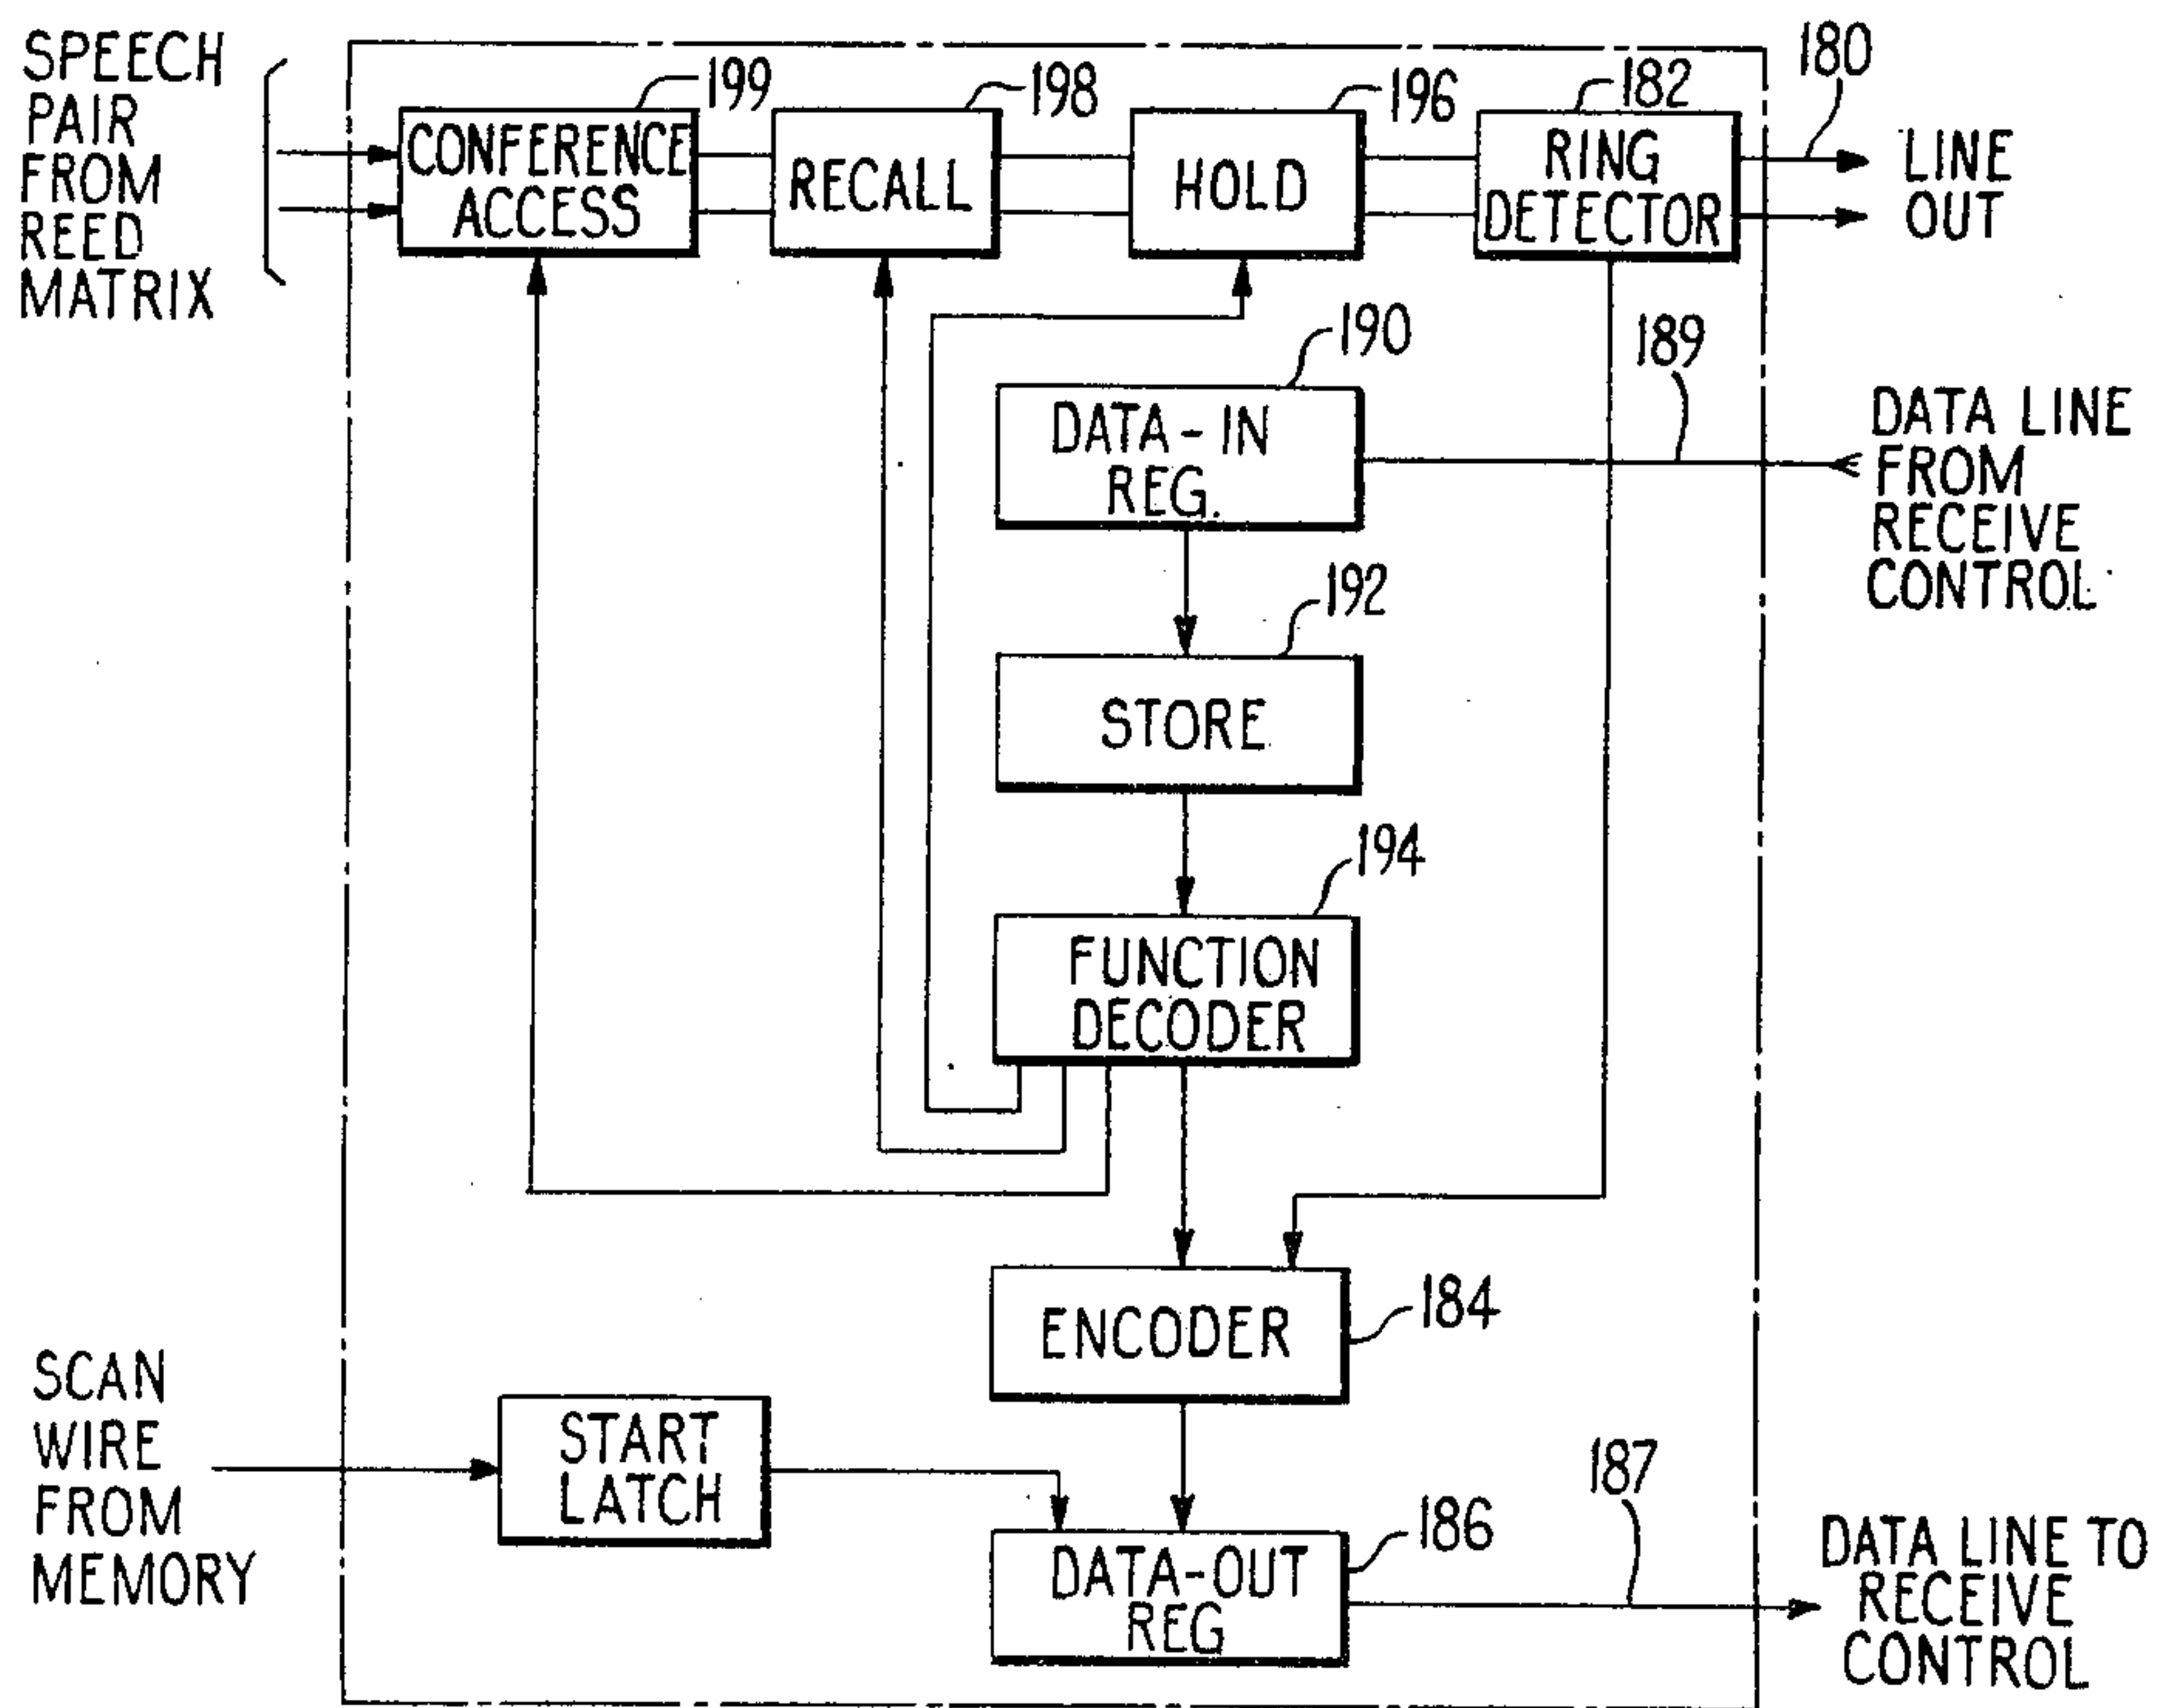 SPEECH
PAIR
FROM
REED
MATRIX
199
198
196
182
180
CONFERENCE
ACCESS
RECALL
HOLD
RING
DETECTOR
LINE
OUT
190
189
DATA-IN
REG.
DATA LINE
FROM
RECEIVE
CONTROL
192
STORE
194
FUNCTION
DECODER
ENCODER
184
SCAN
WIRE
FROM
MEMORY
START
LATCH
187
186
DATA-OUT
REG
DATA LINE TO
RECEIVE
CONTROL